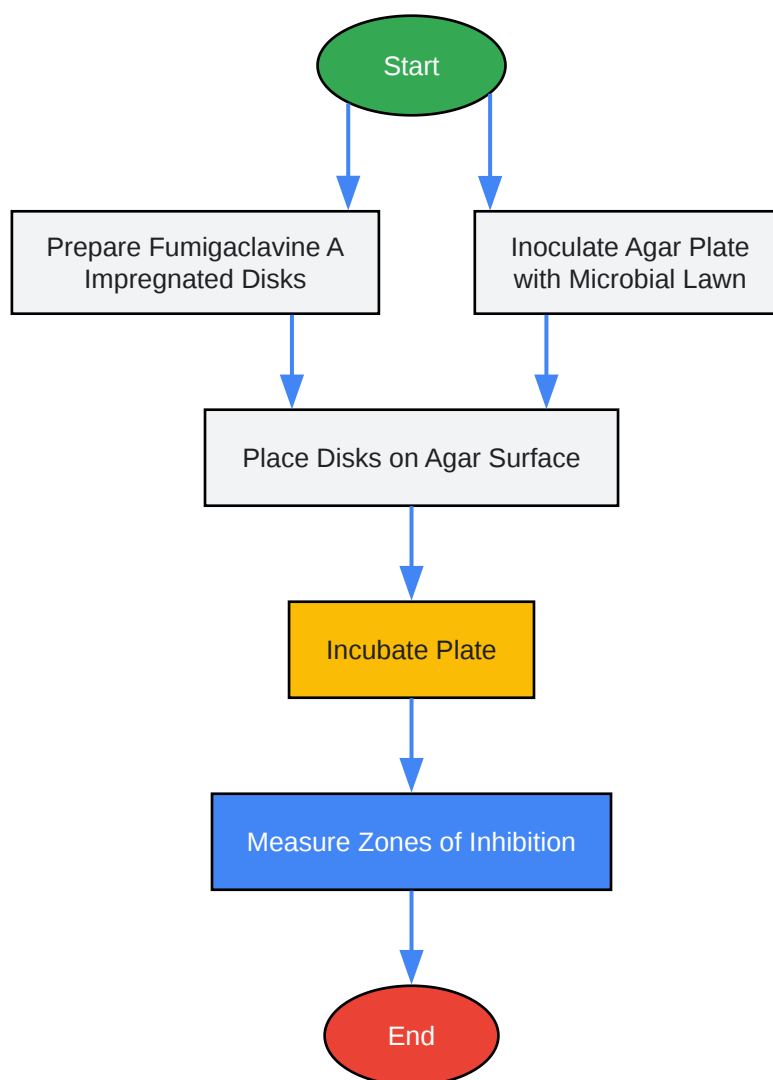 Start
Prepare Fumigaclavine A
Impregnated Disks
Inoculate Agar Plate
with Microbial Lawn
Place Disks on Agar Surface
Incubate Plate
Measure Zones of Inhibition
End